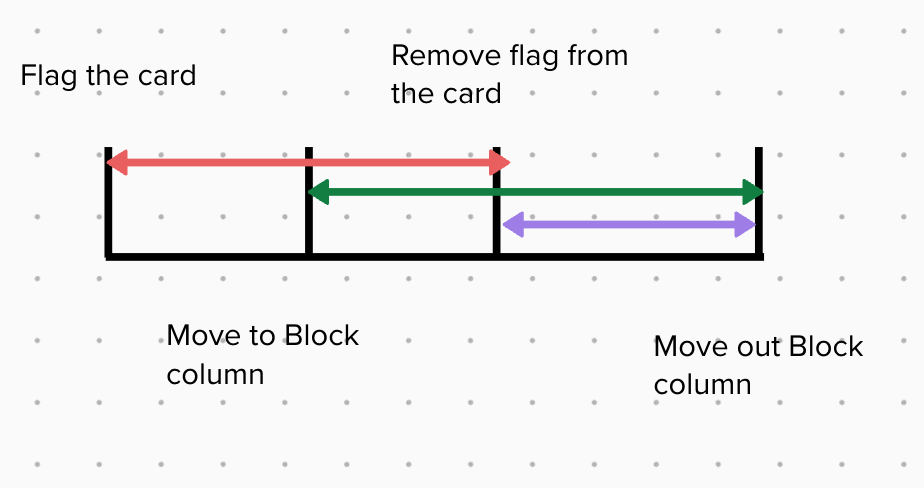 Flag the card
Remove flag from
the card
Move to Block
column
Move out Block
column